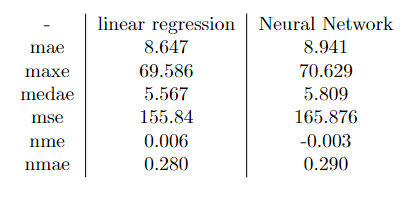 - linear regression Neural Network
mae 8.647 8.941
maxe 69.586 70.629
medae 5.567 5.809
mse 155.84 165.876
nme 0.006 -0.003
nmae 0.280 0.290